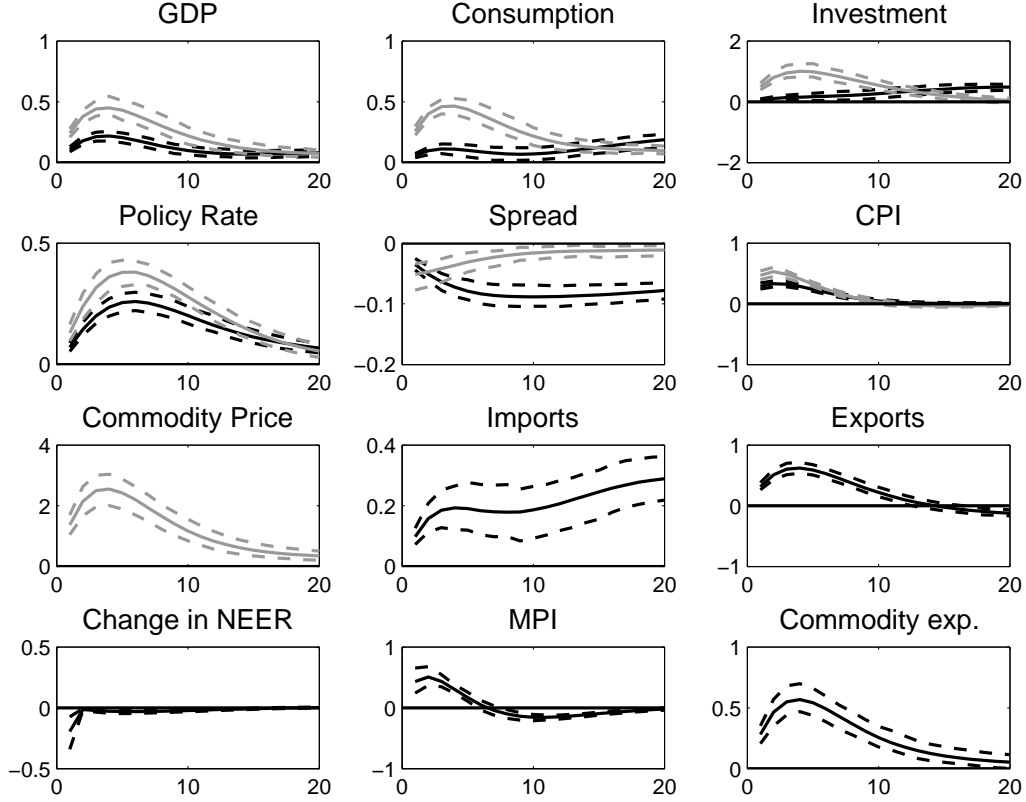 GDP Consumption Investment
1 1 2
0.5 0.5 0
0 0 −2
0 10 20 0 10 20 0 10 20
Policy Rate Spread CPI
0.5 0 1
−0.1 0
0 −0.2 −1
0 10 20 0 10 20 0 10 20
Commodity Price Imports Exports
4 0.4 1
2 0.2 0
0 0 −1
0 10 20 0 10 20 0 10 20
Change in NEER MPI Commodity exp.
0.5 1 1
0 0 0.5
−0.5 −1 0
0 10 20 0 10 20 0 10 20